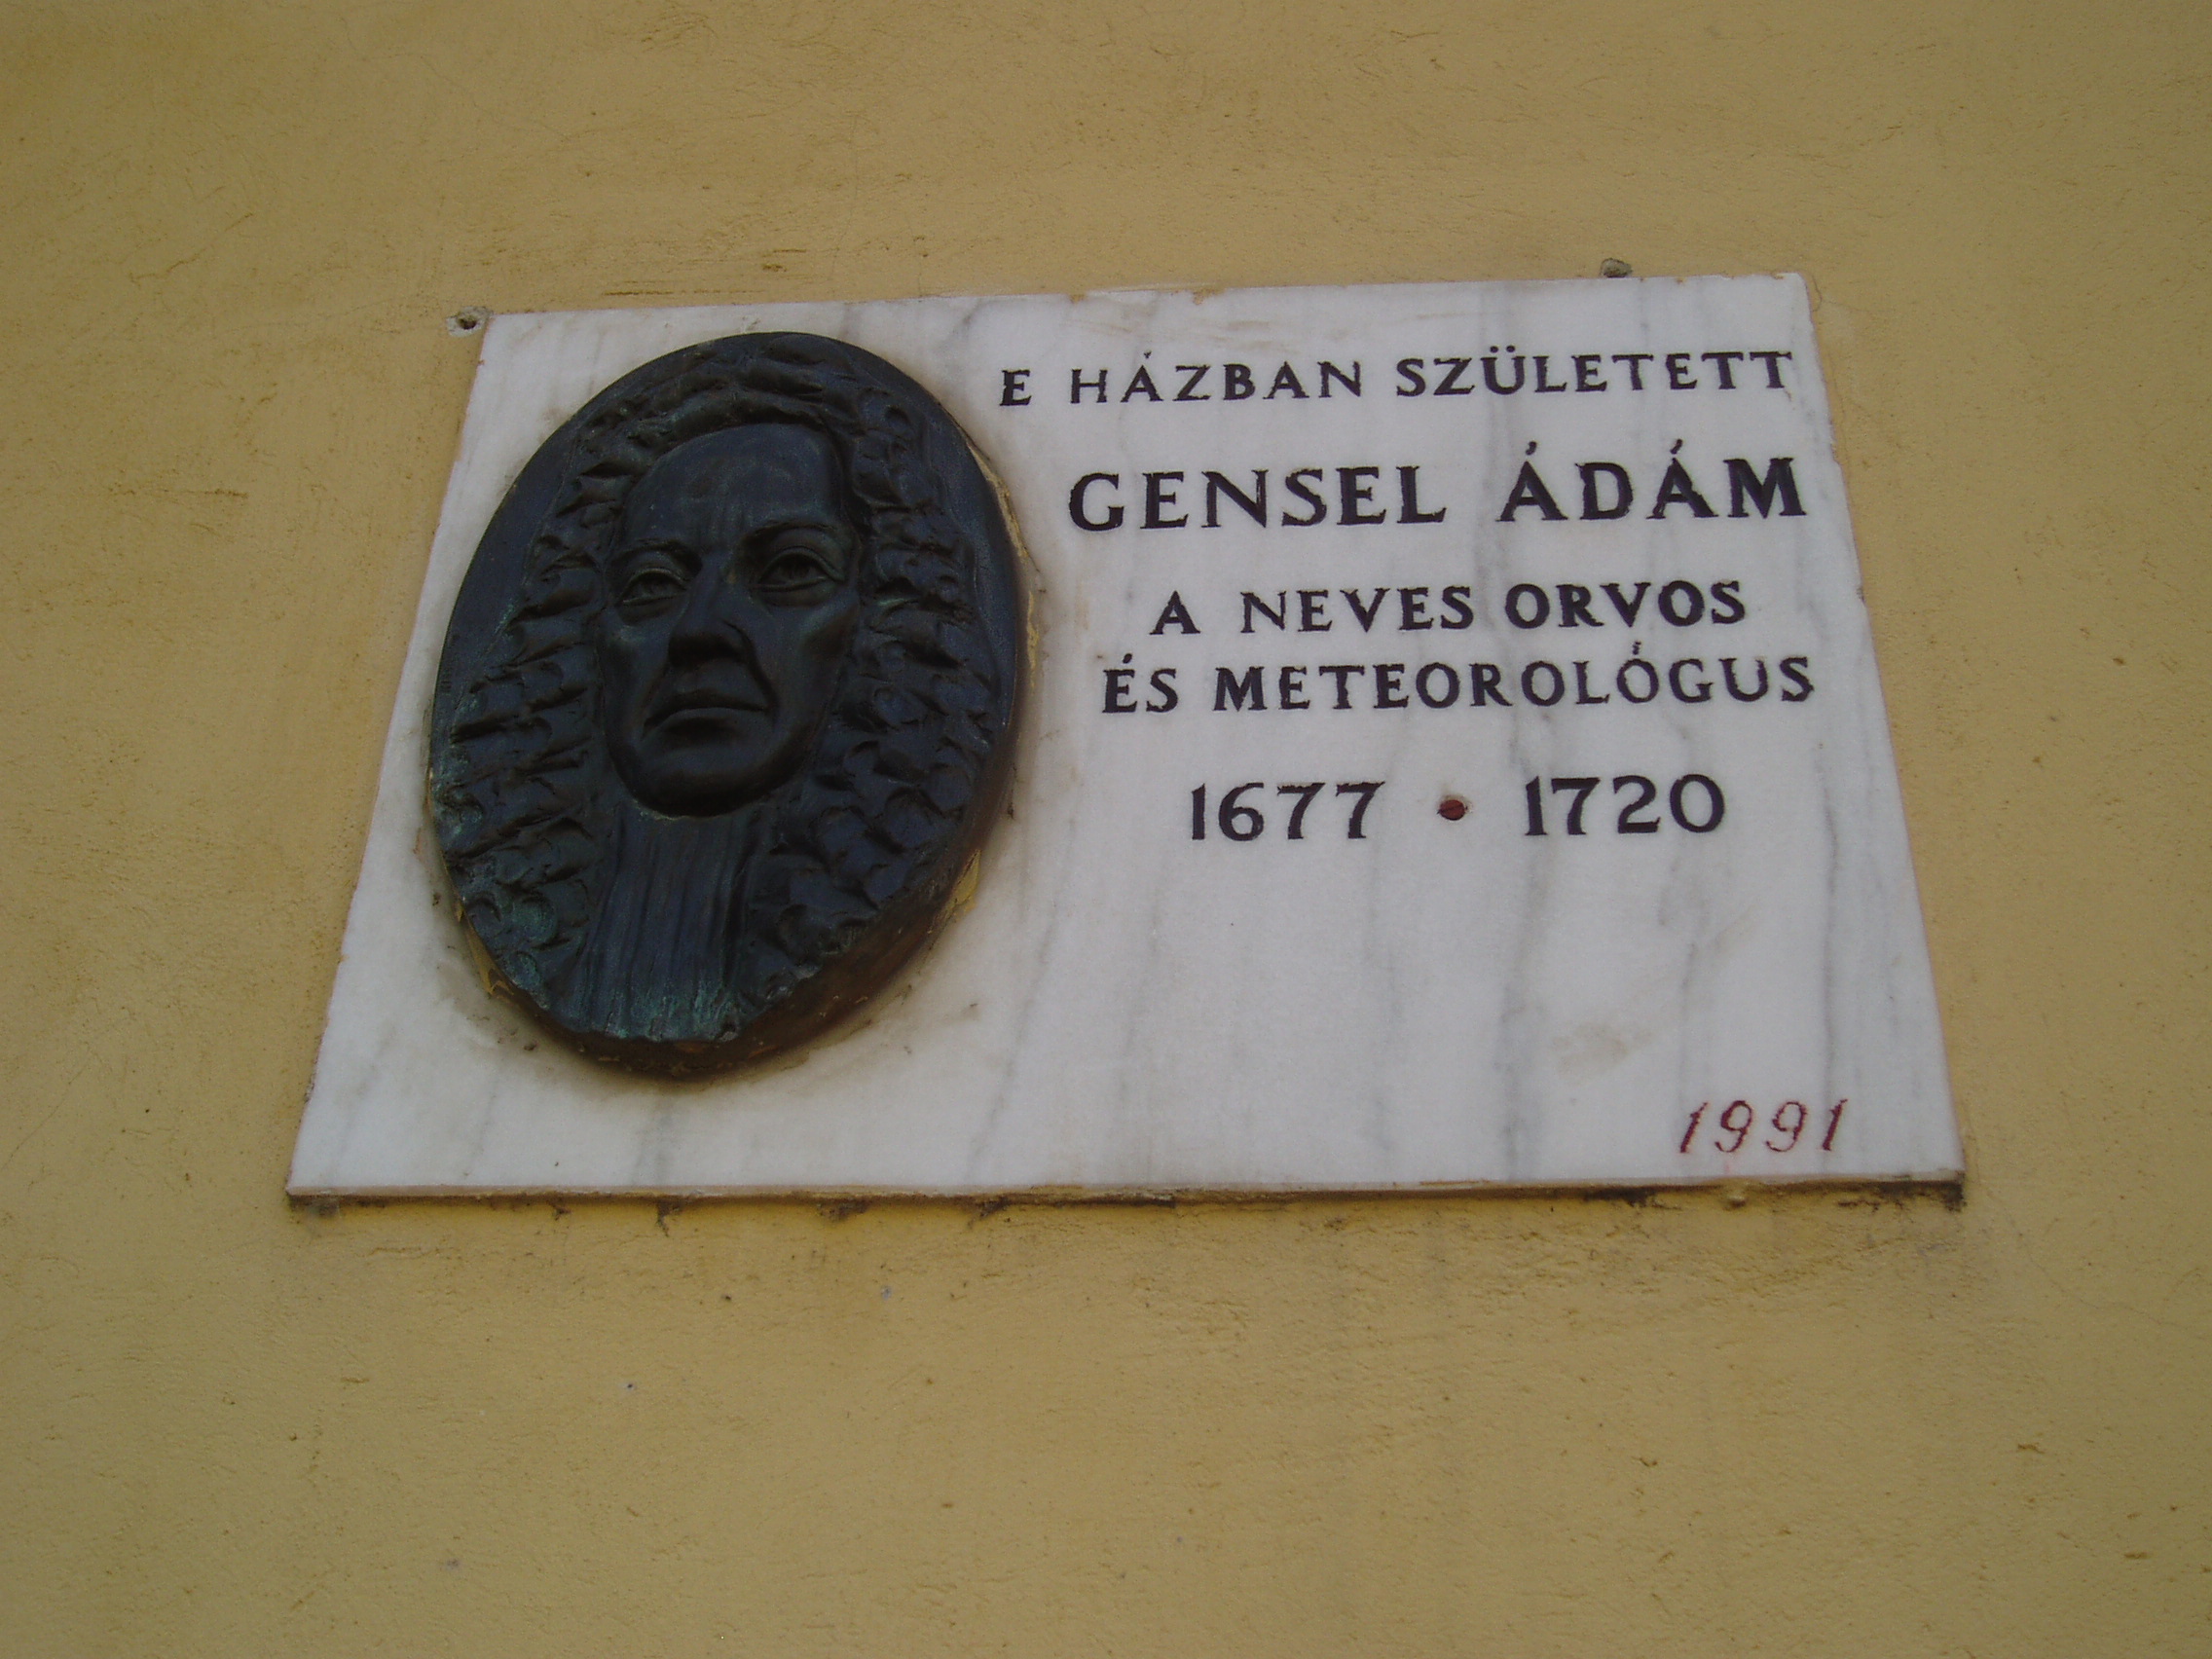 E HÁZBAN SZÜLETETT
GENSEL ÁDÁM
A NEVES ORVOS
ÉS METEOROLÓGUS
1677 • 1720
1991